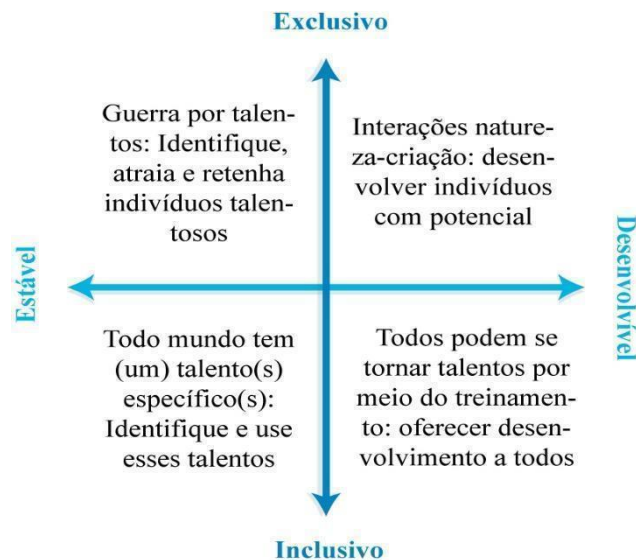 Exclusivo
Guerra por talen-
tos: Identifique,
atraia e retenha
indivíduos talen-
tosos
Interações nature-
za-criação: desen-
volver indivíduos
com potencial
Estável
Desenvolvível
Todo mundo tem
(um) talento(s)
específico(s):
Identifique e use
esses talentos
Todos podem se
tornar talentos por
meio do treinamen-
to: oferecer desen-
volvimento a todos
Inclusivo